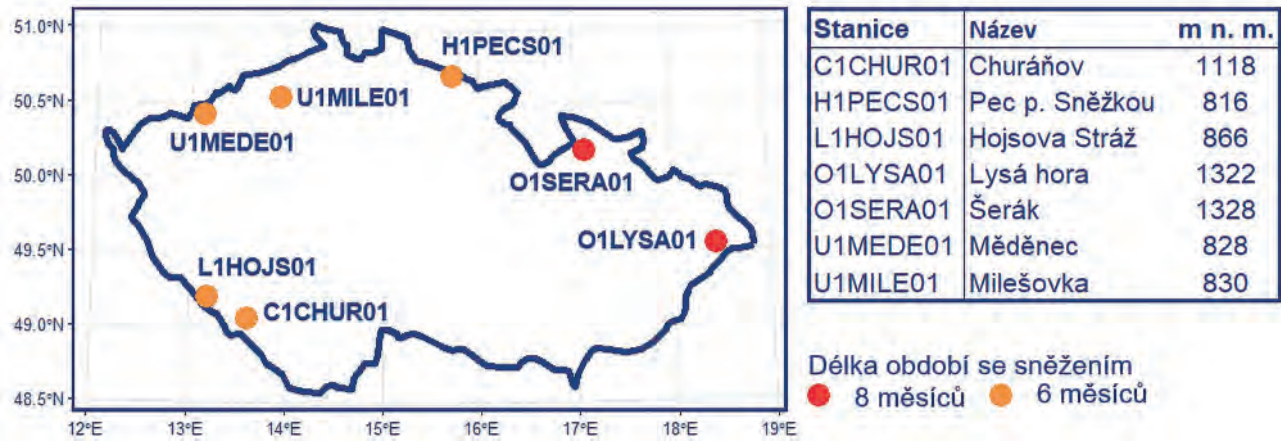 51.0°N
50.5°N
50.0°N
49.5°N
49.0°N
48.5°N
12°E 13°E 14°E 15°E 16°E 17°E 18°E 19°E
H1PECS01
U1MILE01
U1MEDE01
O1SERA01
O1LYSA01
L1HOJS01
C1CHUR01
Stanice Název m n. m.
C1CHUR01 Churáňov 1118
H1PECS01 Pec p. Sněžkou 816
L1HOJS01 Hojsova Stráž 866
O1LYSA01 Lysá hora 1322
O1SERA01 Šerák 1328
U1MEDE01 Měděnec 828
U1MILE01 Milešovka 830
Délka období se sněžením
8 měsíců 6 měsíců